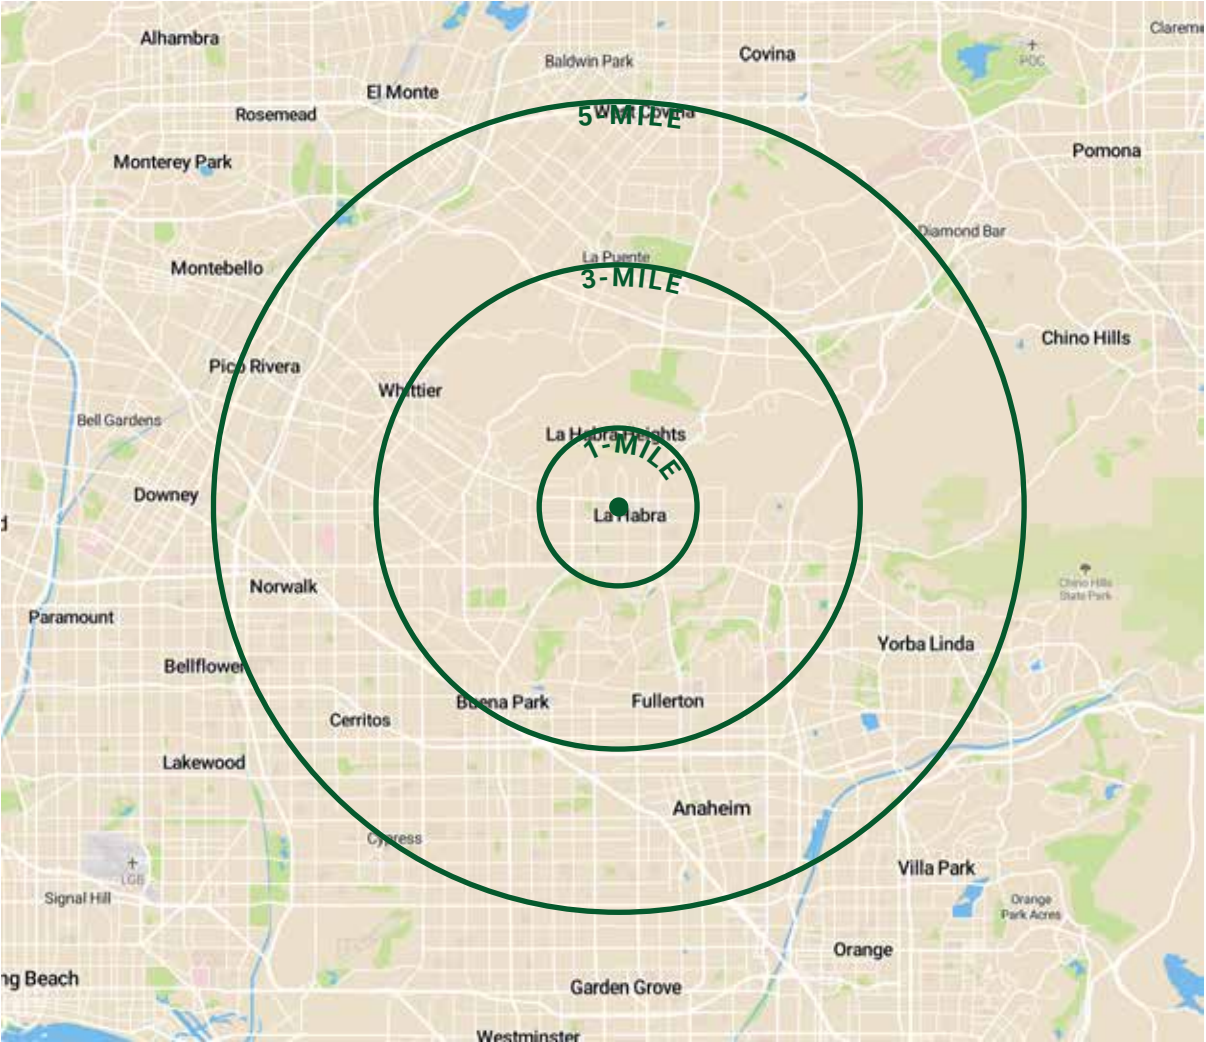 Alhambra
Covina
Baldwin Park
POC
El Monte
Rosemead
West Covina
5-MILE
Pomona
Monterey Park
Diamond Bar
La Puente
Montebello
3-MILE
Chino Hills
Pico Rivera
Whittier
Bell Gardens
La Habra Heights
1-MILE
Downey
La Habra
Chino Hills
State Park
Norwalk
Paramount
Yorba Linda
Bellflower
Buena Park
Fullerton
Cerritos
Lakewood
Anaheim
Cypress
LGB
Villa Park
Signal Hill
Orange
Park Acres
Orange
ng Beach
Garden Grove
Westminster